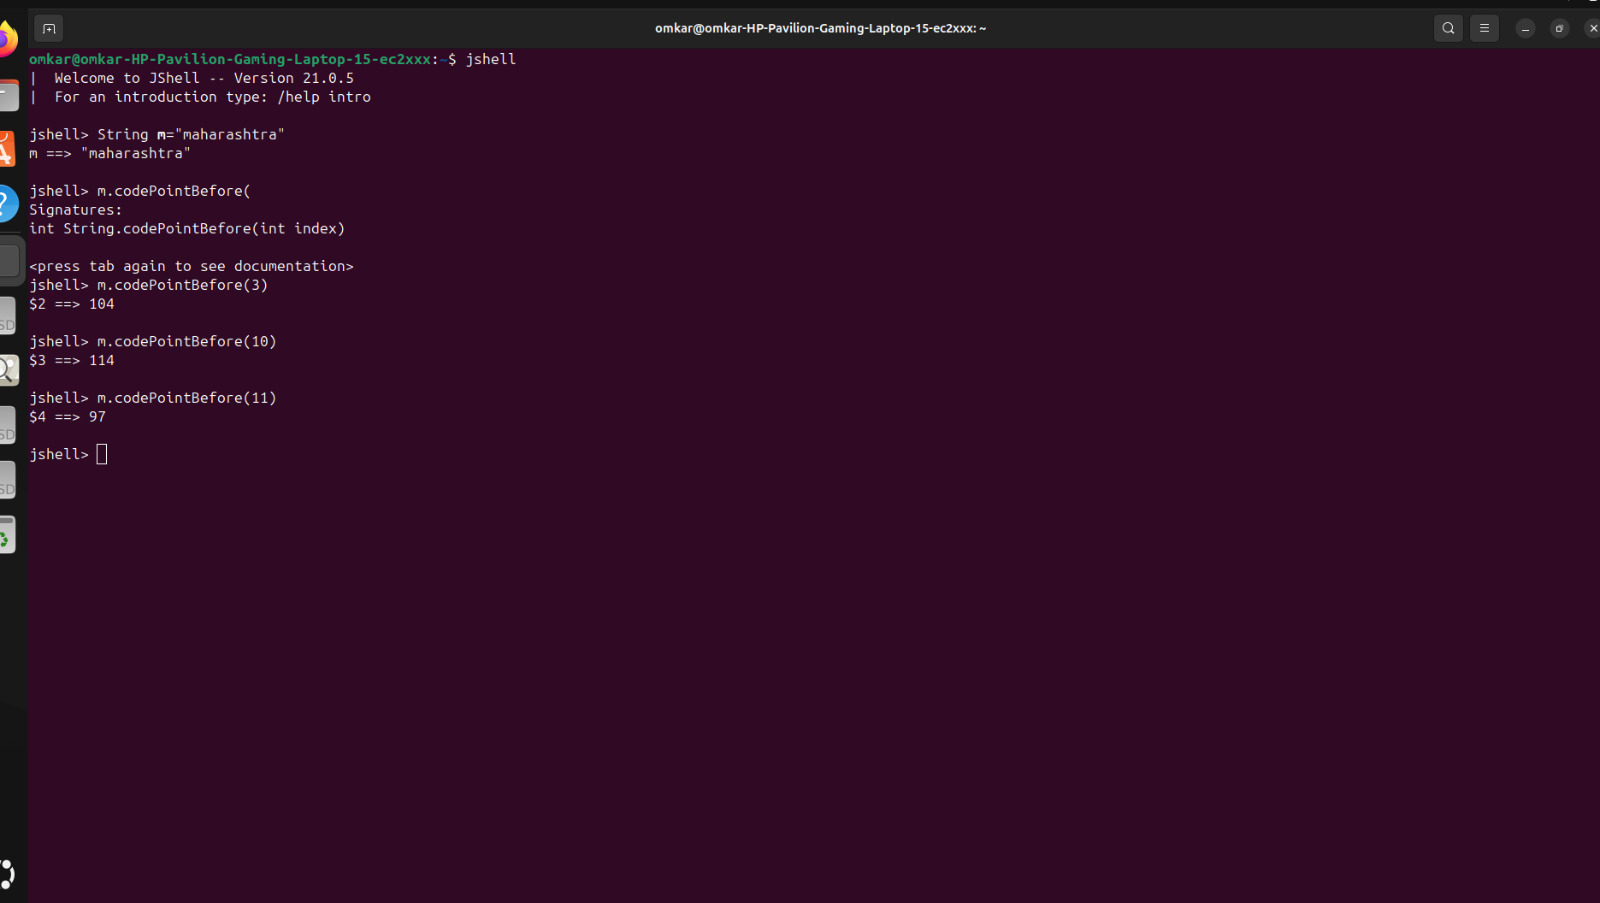 omkar@omkar-HP-Pavilion-Gaming-Laptop-15-ec2xxx: ~
omkar@omkar-HP-Pavilion-Gaming-Laptop-15-ec2xxx:~$ jshell
|  Welcome to JShell -- Version 21.0.5
|  For an introduction type: /help intro
jshell> String m="maharashtra"
m ==> "maharashtra"
jshell> m.codePointBefore(
Signatures:
int String.codePointBefore(int index)
<press tab again to see documentation>
jshell> m.codePointBefore(3)
$2 ==> 104
jshell> m.codePointBefore(10)
$3 ==> 114
jshell> m.codePointBefore(11)
$4 ==> 97
jshell>